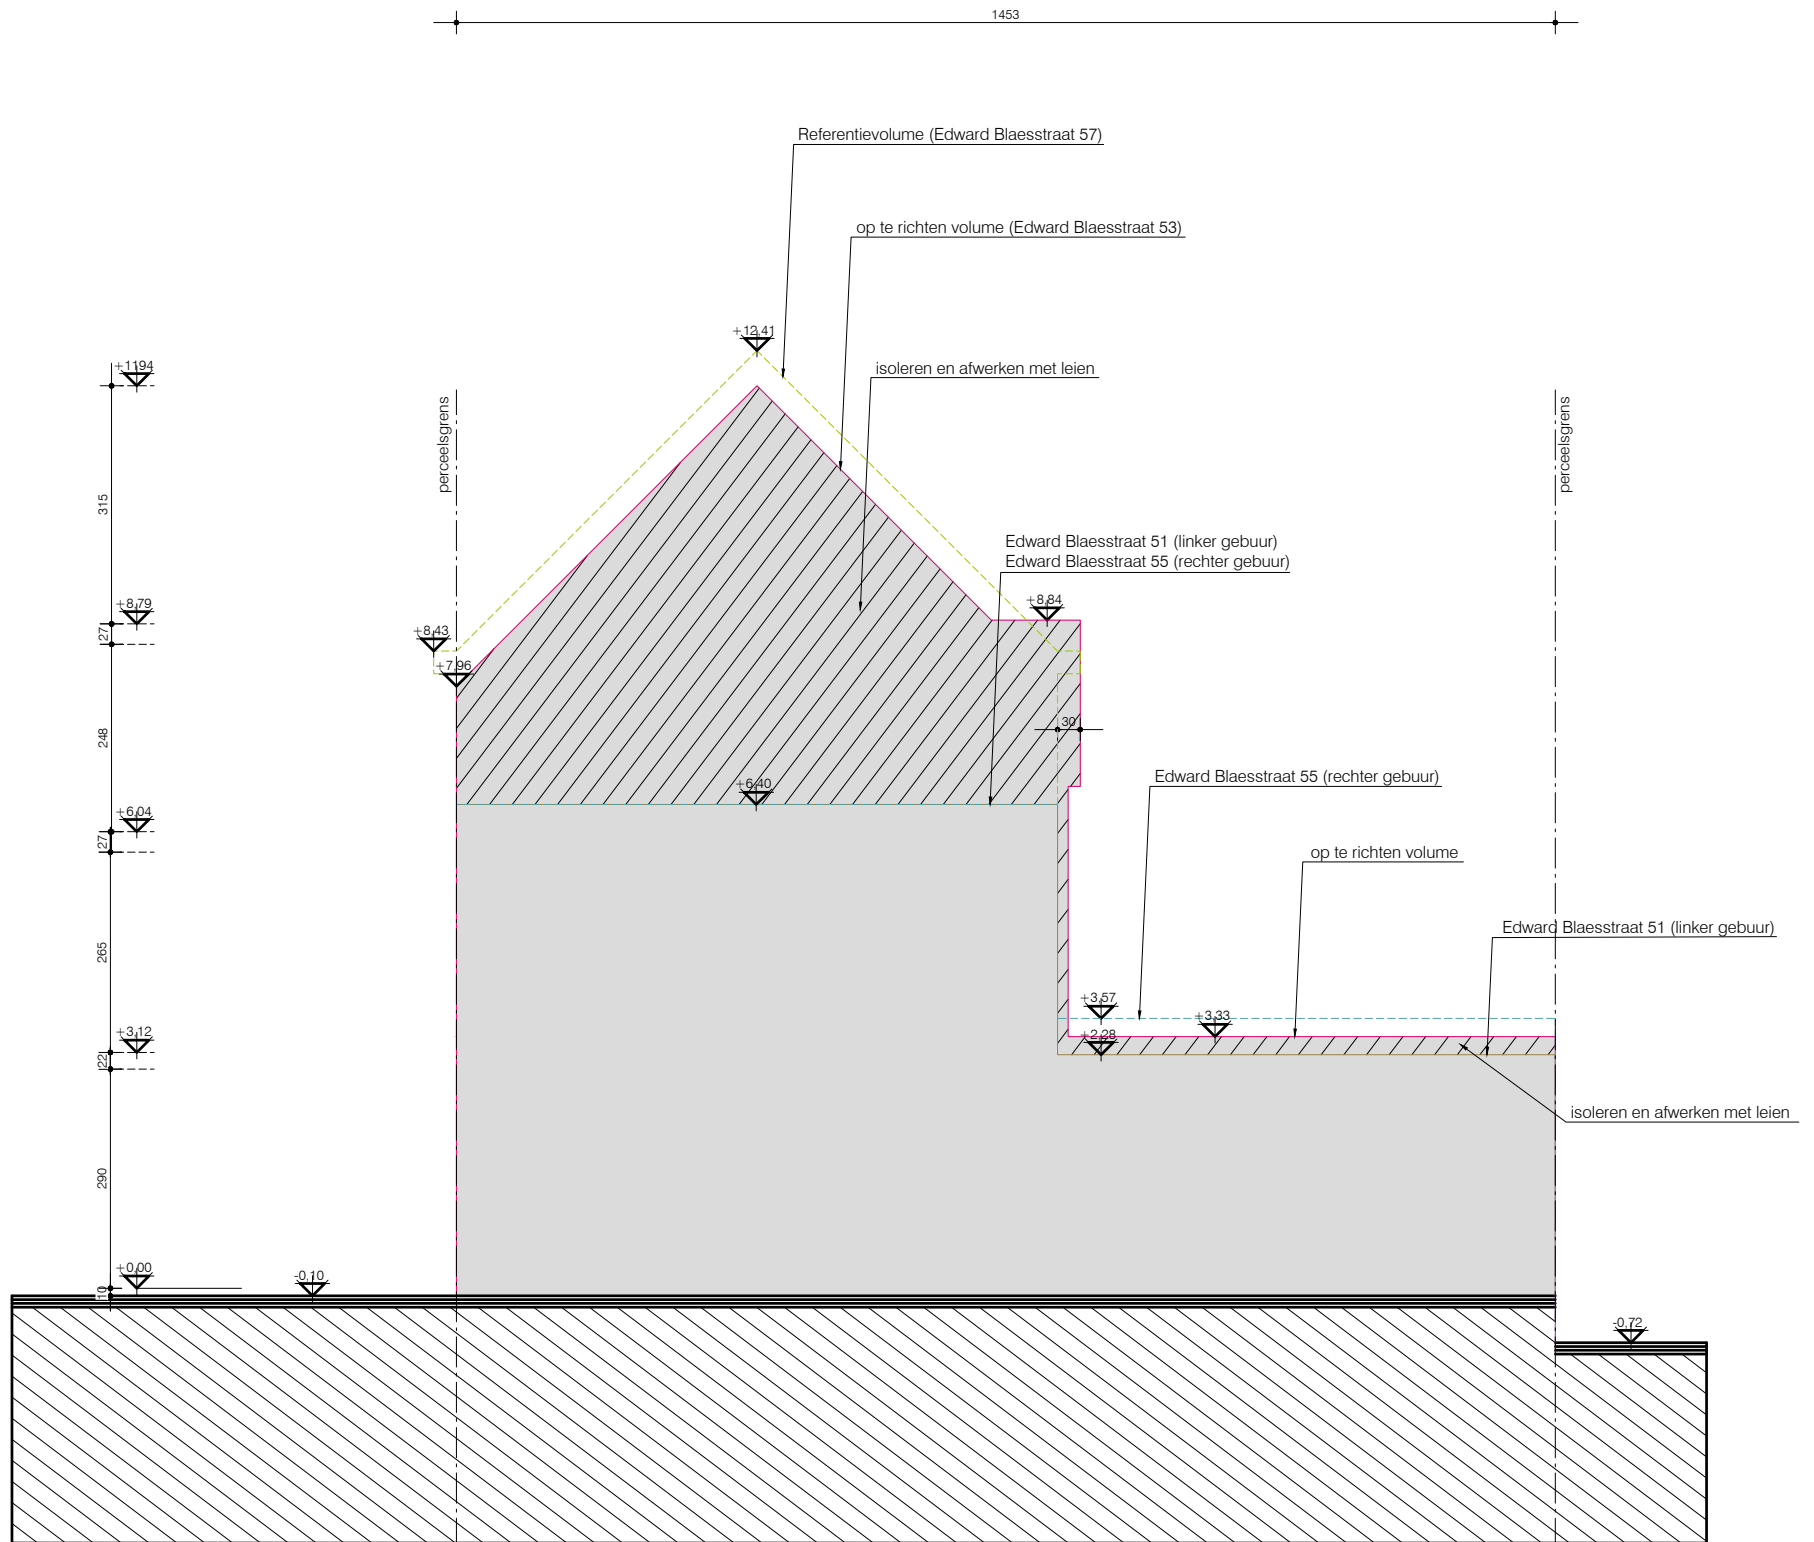 1453
Referentievolume (Edward Blaesstraat 57)
op te richten volume (Edward Blaesstraat 53)
+12,41
+1194
isoleren en afwerken met leien
perceelsgrens
perceelsgrens
315
Edward Blaesstraat 51 (linker gebuur)
Edward Blaesstraat 55 (rechter gebuur)
+8,79
+8,84
27
+8,43
+7,96
248
30
+6,40
Edward Blaesstraat 55 (rechter gebuur)
+6,04
27
op te richten volume
265
Edward Blaesstraat 51 (linker gebuur)
+3,57
+3,33
+2,28
+3,12
22
isoleren en afwerken met leien
290
+0,00
-0,10
10
-0,72